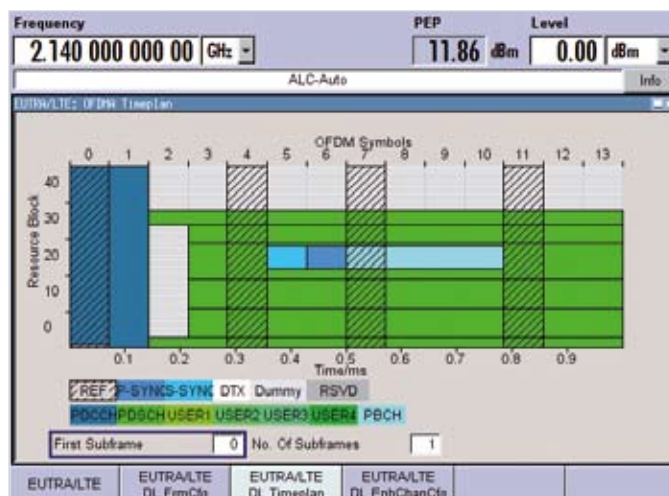 Frequency PEP Level
2.140 000 000 00 GHz 11.86 dBm 0.00 dBm
ALC-Auto Info
EUTRA/LTE: OFDMA Timeplan
OFDM Symbols
0 1 2 3 4 5 6 7 8 9 10 11 12 13
Resource Block
40
30
20
10
0
0.1 0.2 0.3 0.4 0.5 0.6 0.7 0.8 0.9
Time/ms
REF P-SYNC S-SYNC DTX Dummy RSVD
PDCCH PDSCH USER1 USER2 USER3 USER4 PBCH
First Subframe 0 No. Of Subframes 1
EUTRA/LTE EUTRA/LTE EUTRA/LTE EUTRA/LTE
DL FrmCfg DL Timeplan DL EnhChanCfg